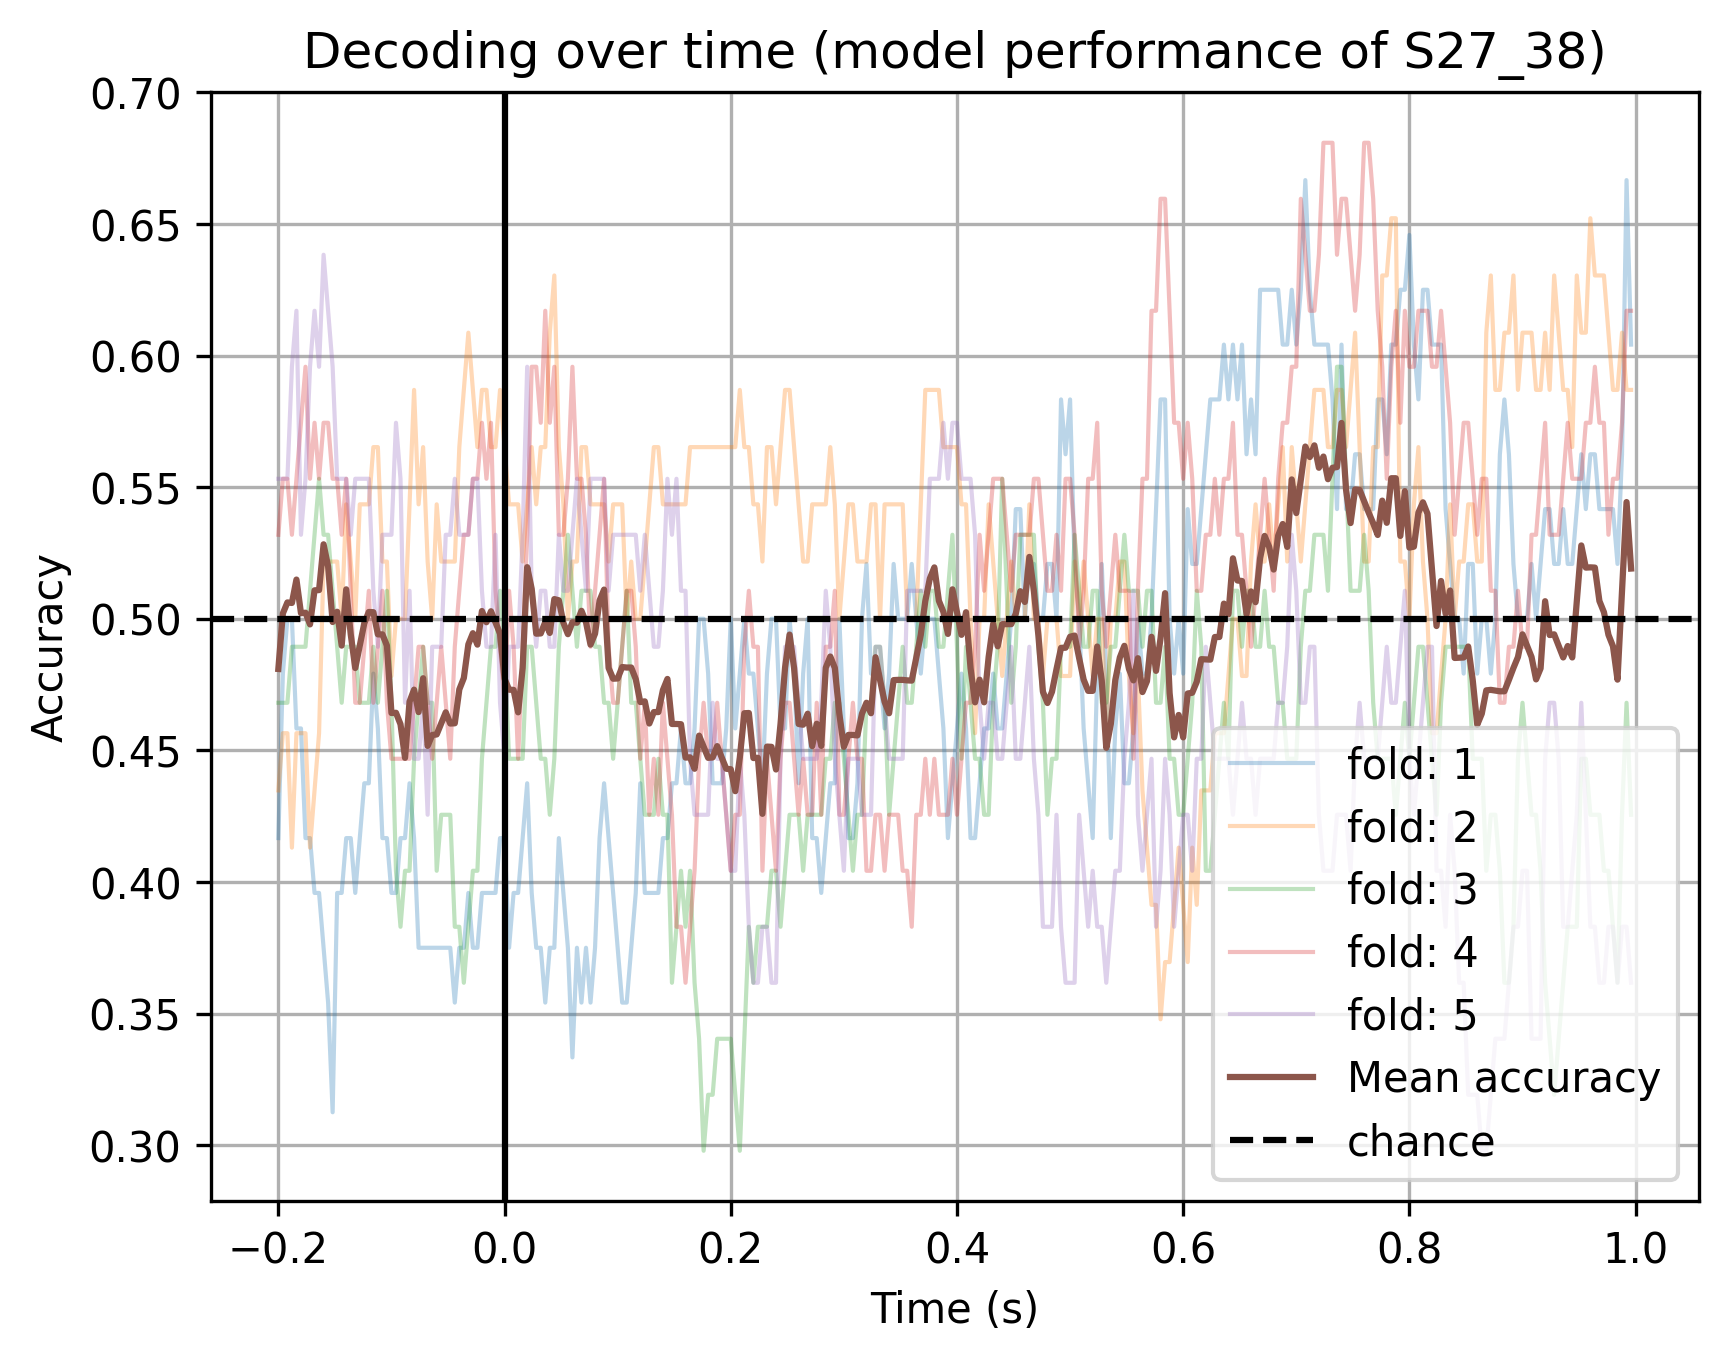 Decoding over time (model performance of S27_38)
0.70
0.65
0.60
0.55
0.50
0.45
0.40
0.35
0.30
Accuracy
fold: 1
fold: 2
fold: 3
fold: 4
fold: 5
Mean accuracy
chance
−0.2 0.0 0.2 0.4 0.6 0.8 1.0
Time (s)